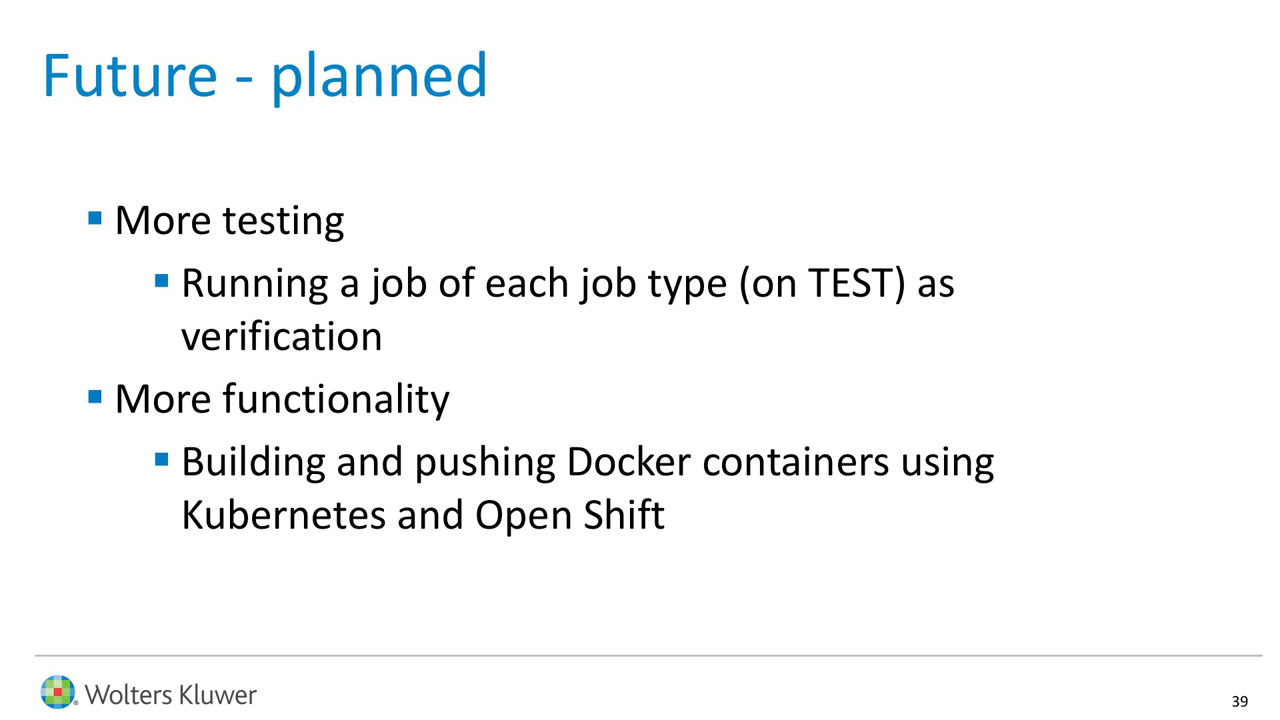 Future - planned
More testing
Running a job of each job type (on TEST) as
verification
More functionality
Building and pushing Docker containers using
Kubernetes and Open Shift
Wolters Kluwer
39